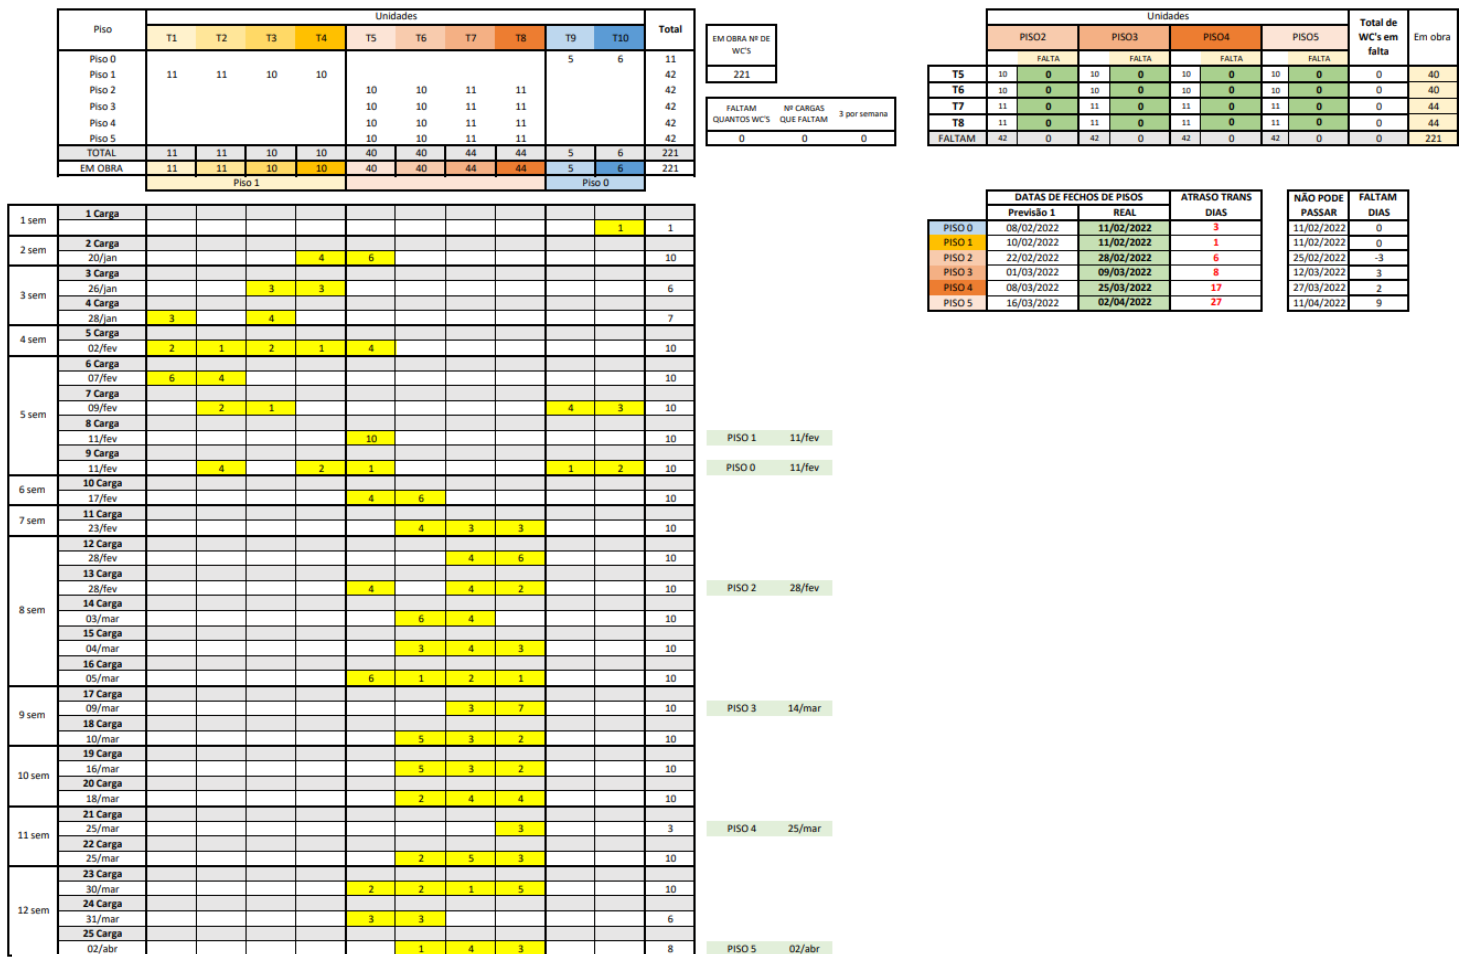 Piso Unidades Total
T1 T2 T3 T4 T5 T6 T7 T8 T9 T10
Piso 0 5 6 11
Piso 1 11 11 10 10 42
Piso 2 10 10 11 11 42
Piso 3 10 10 11 11 42
Piso 4 10 10 11 11 42
Piso 5 10 10 11 11 42
TOTAL 11 11 10 10 40 40 44 44 5 6 221
EM OBRA 11 11 10 10 40 40 44 44 5 6 221
Piso 1 Piso 0
EM OBRA Nº DE
WC'S
221
FALTAM Nº CARGAS 3 por semana
QUANTOS WC'S QUE FALTAM
0 0 0
Unidades Total de
WC's em
falta Em obra
PISO2 PISO3 PISO4 PISO5
FALTA FALTA FALTA FALTA
T5 10 0 10 0 10 0 10 0 0 40
T6 10 0 10 0 10 0 10 0 0 40
T7 11 0 11 0 11 0 11 0 0 44
T8 11 0 11 0 11 0 11 0 0 44
FALTAM 42 0 42 0 42 0 42 0 0 221
DATAS DE FECHOS DE PISOS ATRASO TRANS NÃO PODE FALTAM
Previsão 1 REAL DIAS PASSAR DIAS
PISO 0 08/02/2022 11/02/2022 3 11/02/2022 0
PISO 1 10/02/2022 11/02/2022 1 11/02/2022 0
PISO 2 22/02/2022 28/02/2022 6 25/02/2022 -3
PISO 3 01/03/2022 09/03/2022 8 12/03/2022 3
PISO 4 08/03/2022 25/03/2022 17 27/03/2022 2
PISO 5 16/03/2022 02/04/2022 27 11/04/2022 9
1 sem
1 Carga
1 1
2 sem
2 Carga
20/jan 4 6 10
3 sem
3 Carga
26/jan 3 3 6
4 Carga
28/jan 3 4 7
4 sem
5 Carga
02/fev 2 1 2 1 4 10
5 sem
6 Carga
07/fev 6 4 10
7 Carga
09/fev 2 1 4 3 10
8 Carga
11/fev 10 10 PISO 1 11/fev
9 Carga
11/fev 4 2 1 1 2 10 PISO 0 11/fev
6 sem
10 Carga
17/fev 4 6 10
7 sem
11 Carga
23/fev 4 3 3 10
8 sem
12 Carga
28/fev 4 6 10
13 Carga
28/fev 4 4 2 10 PISO 2 28/fev
14 Carga
03/mar 6 4 10
15 Carga
04/mar 3 4 3 10
16 Carga
05/mar 6 1 2 1 10
9 sem
17 Carga
09/mar 3 7 10 PISO 3 14/mar
18 Carga
10/mar 5 3 2 10
10 sem
19 Carga
16/mar 5 3 2 10
20 Carga
18/mar 2 4 4 10
11 sem
21 Carga
25/mar 3 3 PISO 4 25/mar
22 Carga
25/mar 2 5 3 10
12 sem
23 Carga
30/mar 2 2 1 5 10
24 Carga
31/mar 3 3 6
25 Carga
02/abr 1 4 3 8 PISO 5 02/abr